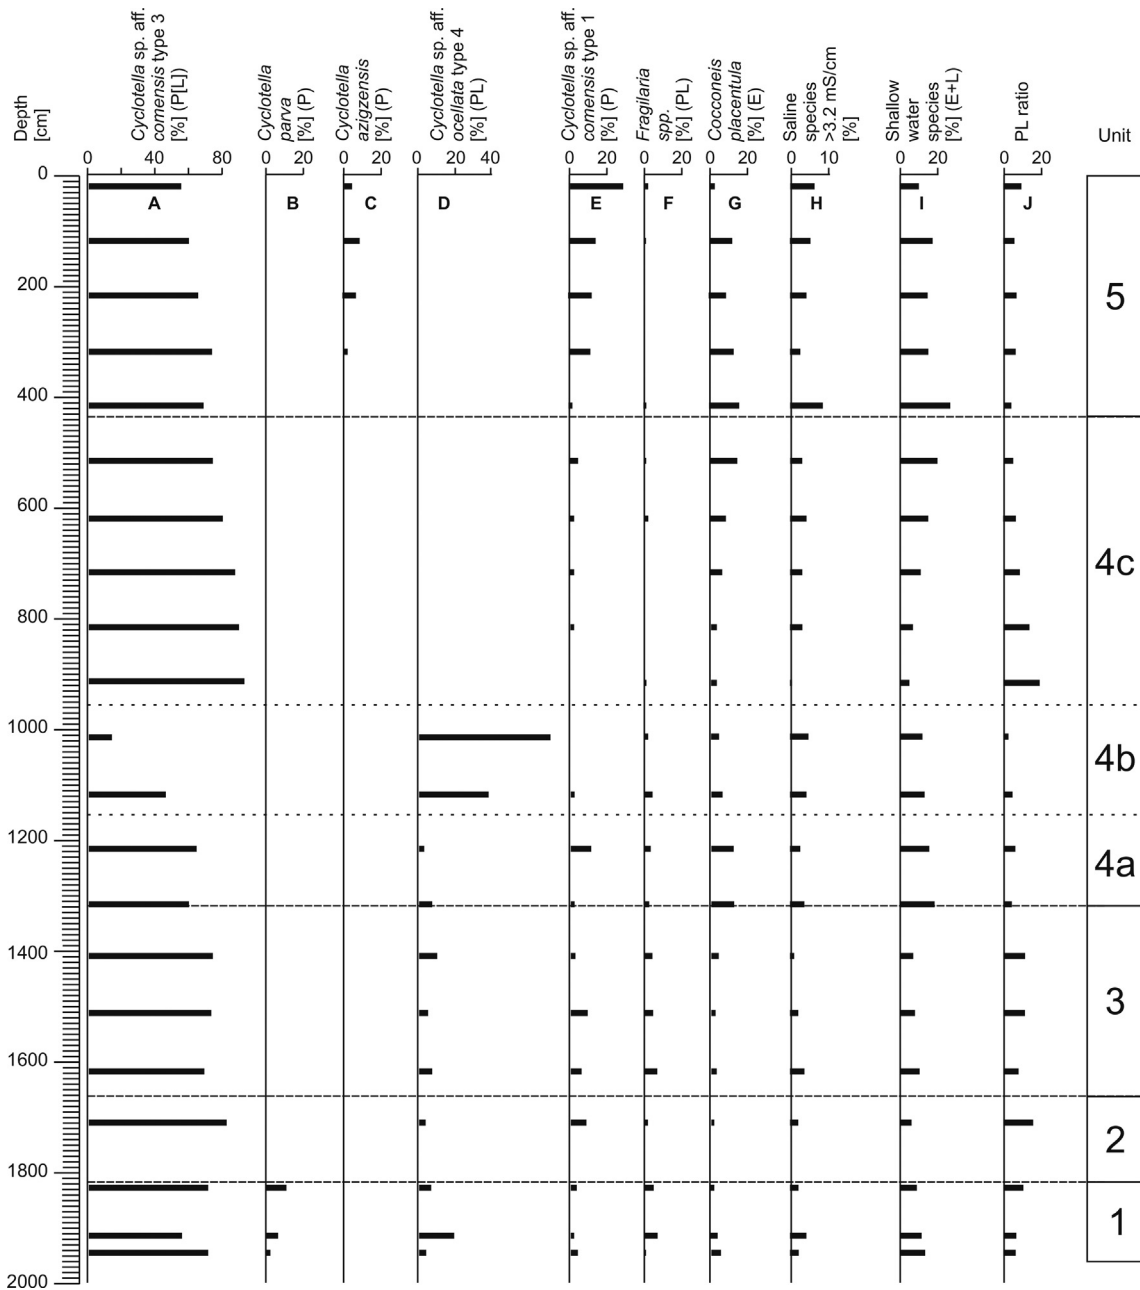 Depth
[cm]
Cyclotella sp. aff.
comensis type 3
[%] (P[L])
Cyclotella
parva
[%] (P)
Cyclotella
azigzensis
[%] (P)
Cyclotella sp. aff.
ocellata type 4
[%] (PL)
Cyclotella sp. aff.
comensis type 1
[%] (P)
Fragilaria
spp.
[%] (PL)
Cocconeis
placentula
[%] (E)
Saline
species
>3.2 mS/cm
[%]
Shallow
water
species
[%] (E+L)
PL ratio
Unit
0 40 80
0 20
0 20
0 20 40
0 20
0 20
0 20
0 10
0 20
0 20
A B C D E F G H I J
0
200
400
600
800
1000
1200
1400
1600
1800
2000
5
4c
4b
4a
3
2
1